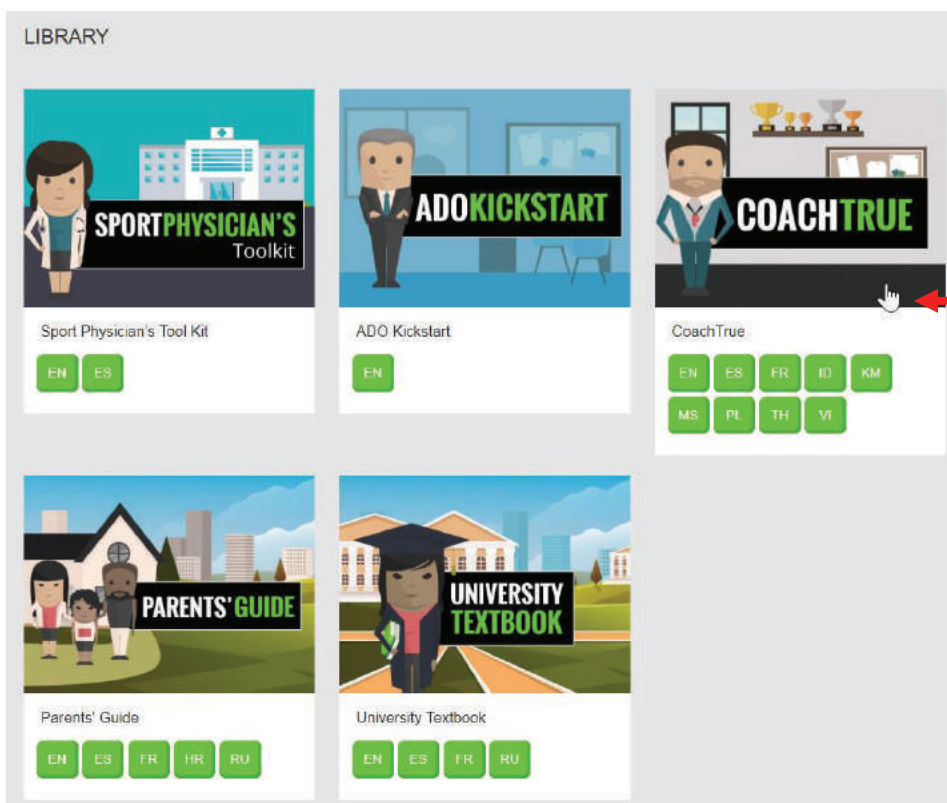 LIBRARY
SPORTPHYSICIAN'S
Toolkit
Sport Physician's Tool Kit
EN ES
ADOKICKSTART
ADO Kickstart
EN
COACHTRUE
CoachTrue
EN ES FR ID KM
MS PL TH VI
PARENTS' GUIDE
Parents' Guide
EN ES FR HR RU
UNIVERSITY
TEXTBOOK
University Textbook
EN ES FR RU